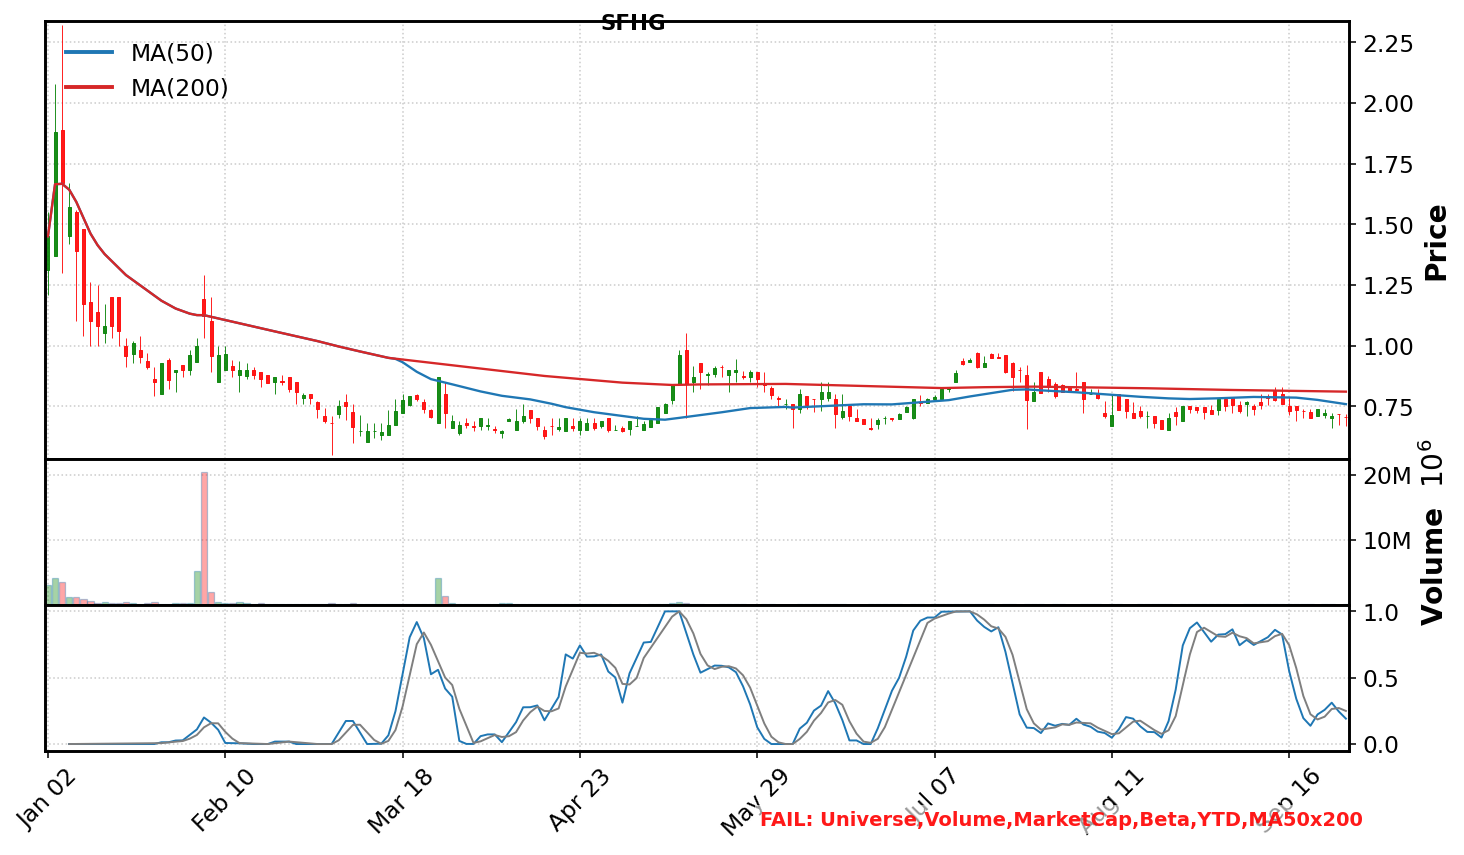 SFHG
MA(50)
MA(200)
2.25
2.00
1.75
1.50
1.25
1.00
0.75
Price
20M
10M
Volume 10^6
1.0
0.5
0.0
Jan 02
Feb 10
Mar 18
Apr 23
May 29
Jul 07
Aug 11
Sep 16
FAIL: Universe,Volume,MarketCap,Beta,YTD,MA50x200